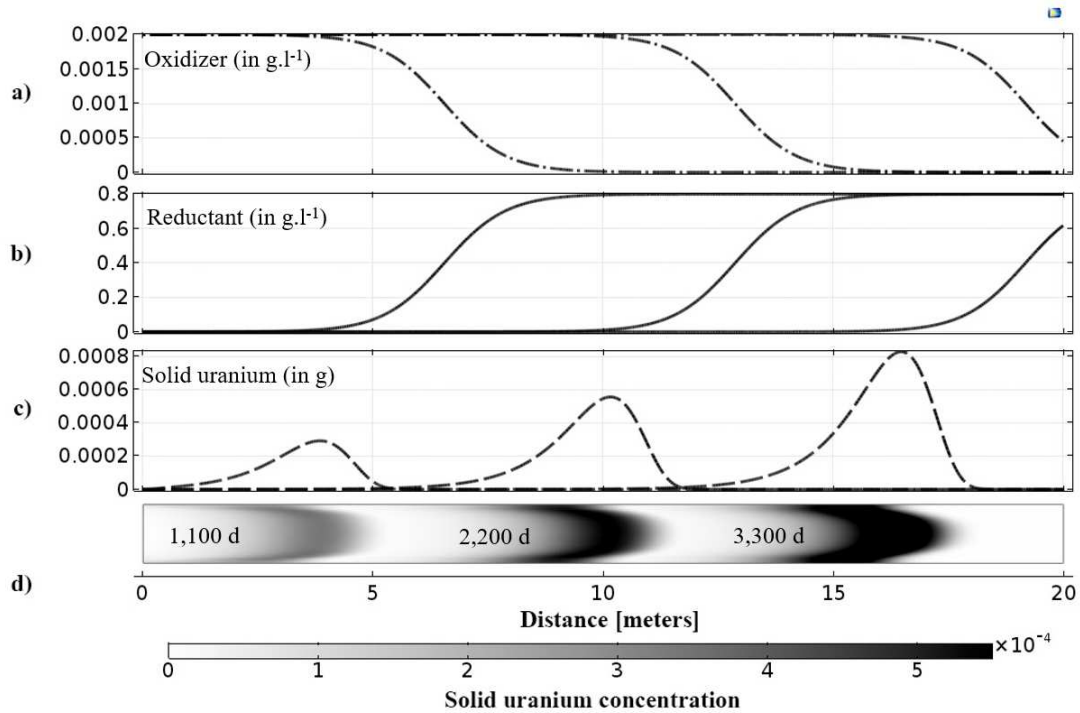 a)
Oxidizer (in g.l-1)
0.002
0.0015
0.001
0.0005
0
b)
Reductant (in g.l-1)
0.8
0.6
0.4
0.2
0
c)
Solid uranium (in g)
0.0008
0.0006
0.0004
0.0002
0
d)
1,100 d 2,200 d 3,300 d
0 5 10 15 20
Distance [meters]
0 1 2 3 4 5 ×10-4
Solid uranium concentration